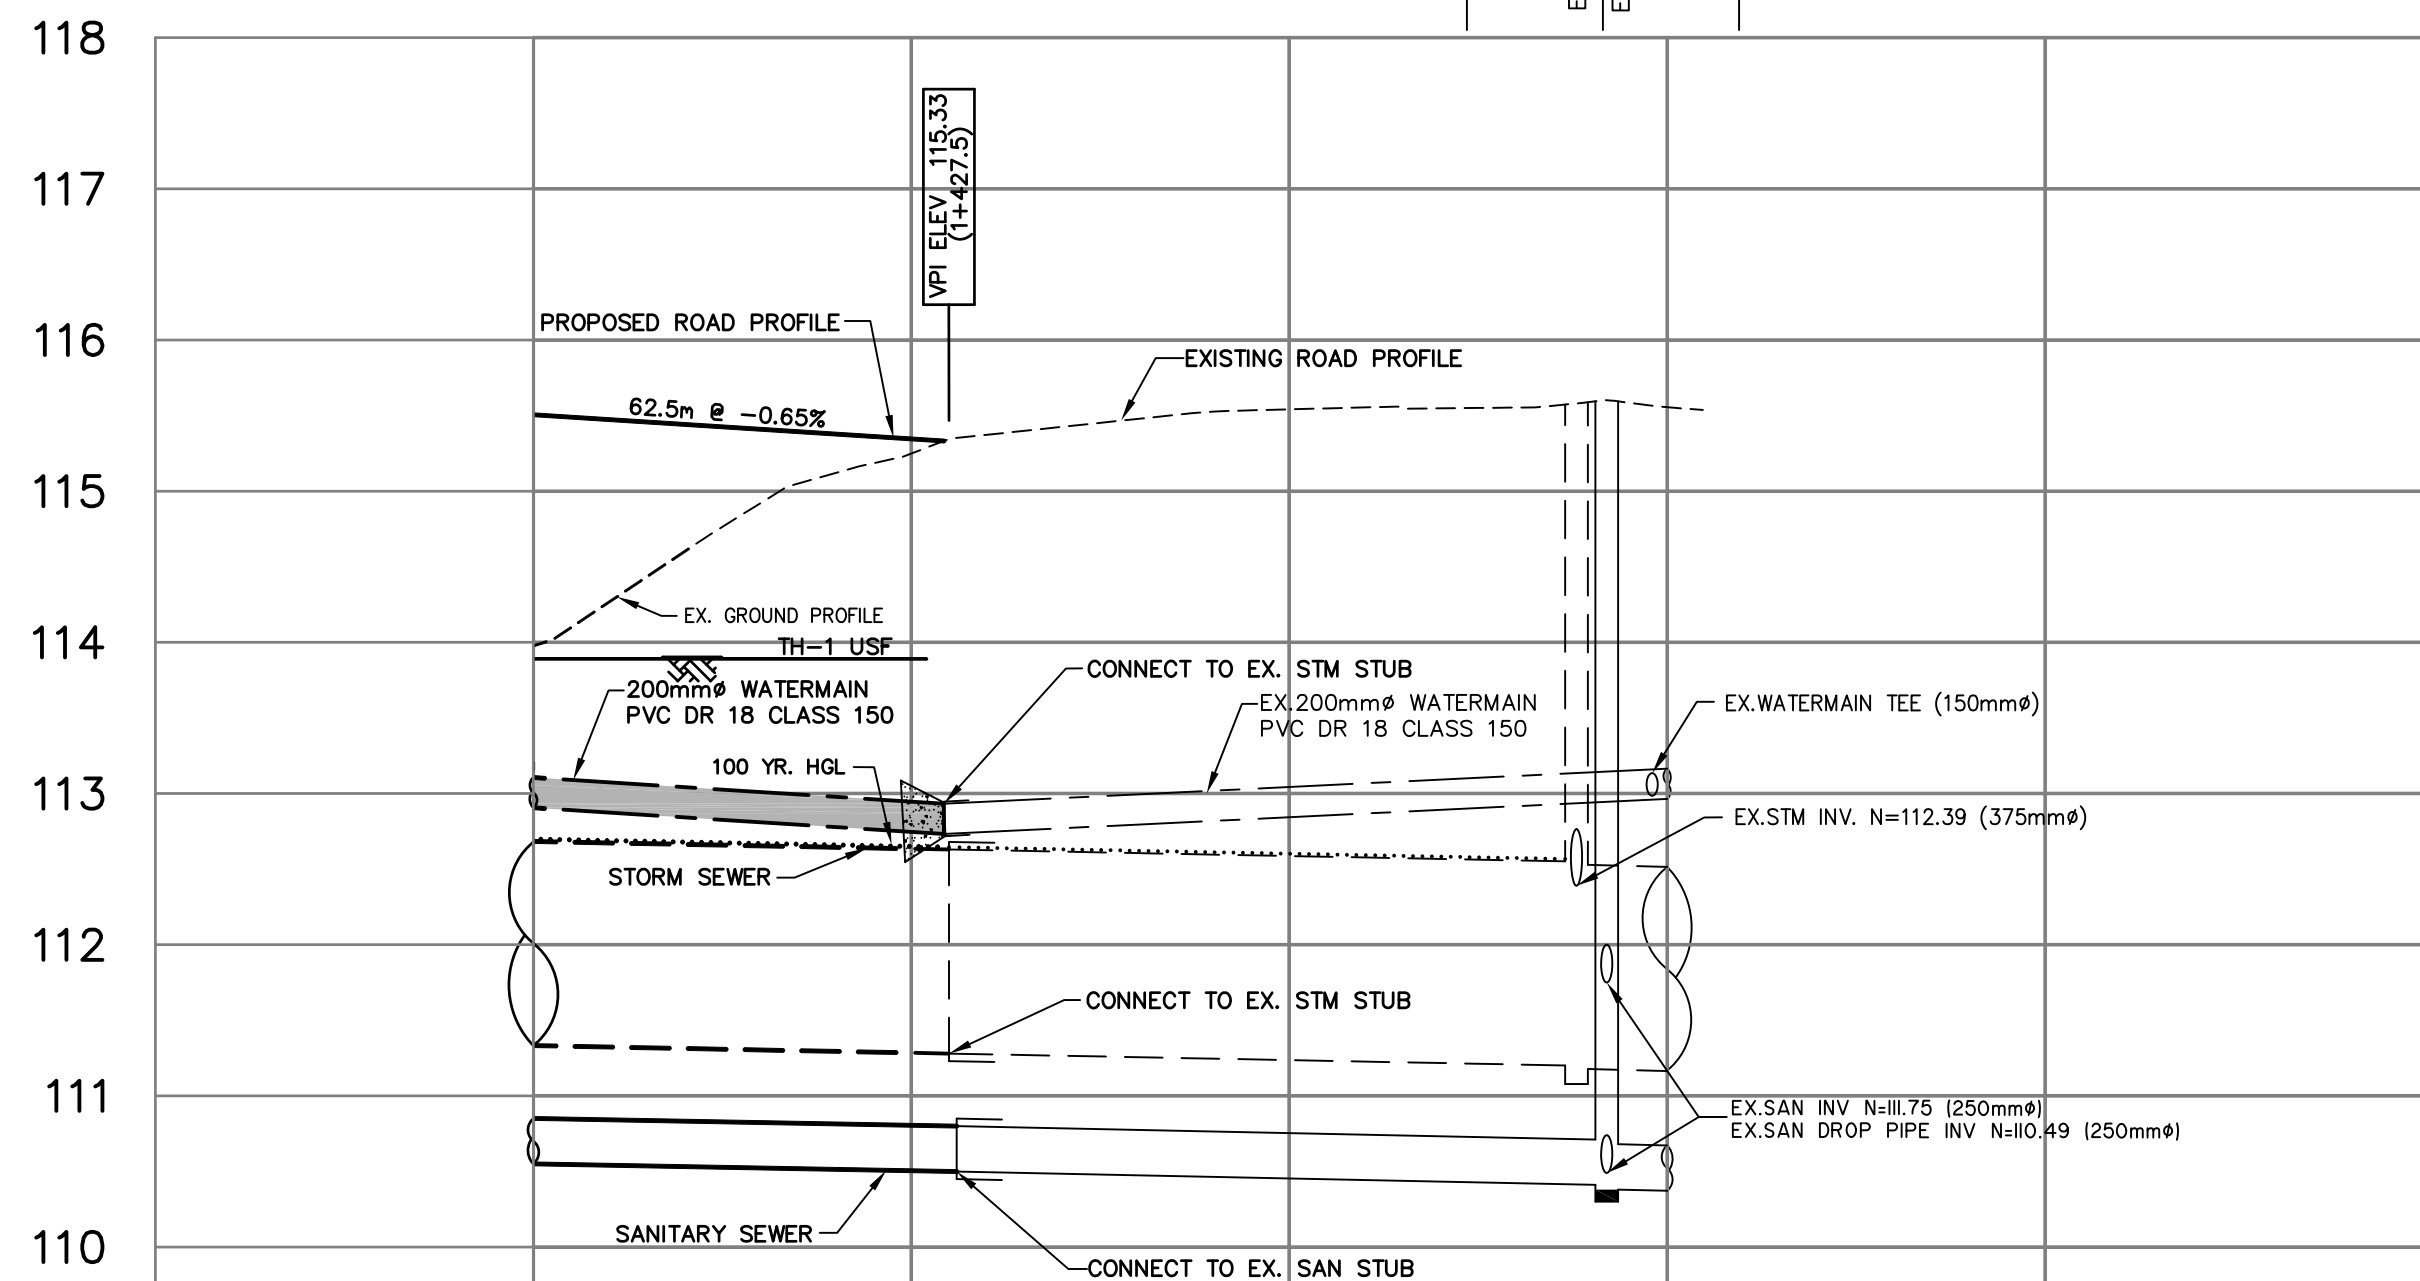 118
117
116
115
114
113
112
111
110
VPI ELEV 115.33
(1+427.5)
PROPOSED ROAD PROFILE
EXISTING ROAD PROFILE
62.5m @ -0.65%
EX. GROUND PROFILE
TH-1 USF
200mmø WATERMAIN
PVC DR 18 CLASS 150
CONNECT TO EX. STM STUB
EX.200mmø WATERMAIN
PVC DR 18 CLASS 150
EX.WATERMAIN TEE (150mmø)
100 YR. HGL
EX.STM INV. N=112.39 (375mmø)
STORM SEWER
CONNECT TO EX. STM STUB
EX.SAN INV N=111.75 (250mmø)
EX.SAN DROP PIPE INV N=110.49 (250mmø)
SANITARY SEWER
CONNECT TO EX. SAN STUB